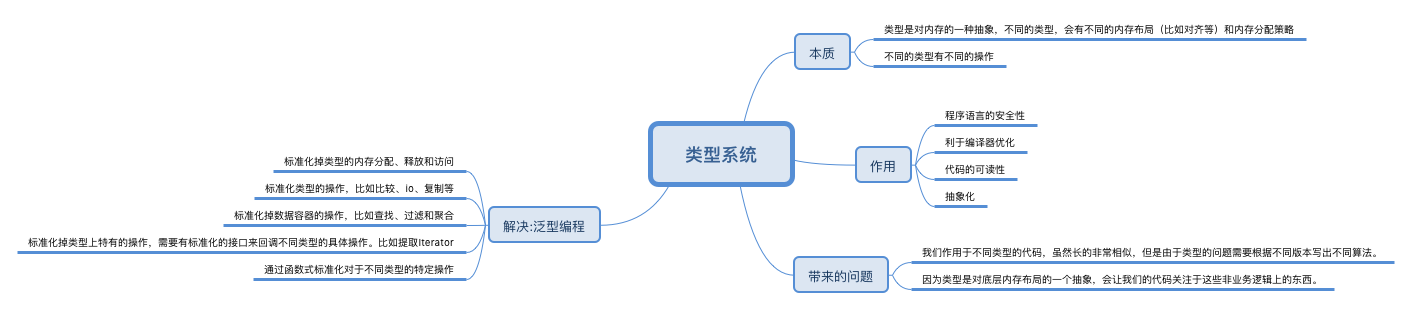 类型系统
本质
类型是对内存的一种抽象，不同的类型，会有不同的内存布局（比如对齐等）和内存分配策略
不同的类型有不同的操作
作用
程序语言的安全性
利于编译器优化
代码的可读性
抽象化
带来的问题
我们作用于不同类型的代码，虽然长的非常相似，但是由于类型的问题需要根据不同版本写出不同算法。
因为类型是对底层内存布局的一个抽象，会让我们的代码关注于这些非业务逻辑上的东西。
解决:泛型编程
标准化掉类型的内存分配、释放和访问
标准化类型的操作，比如比较、io、复制等
标准化掉数据容器的操作，比如查找、过滤和聚合
标准化掉类型上特有的操作，需要有标准化的接口来回调不同类型的具体操作。比如提取Iterator
通过函数式标准化对于不同类型的特定操作